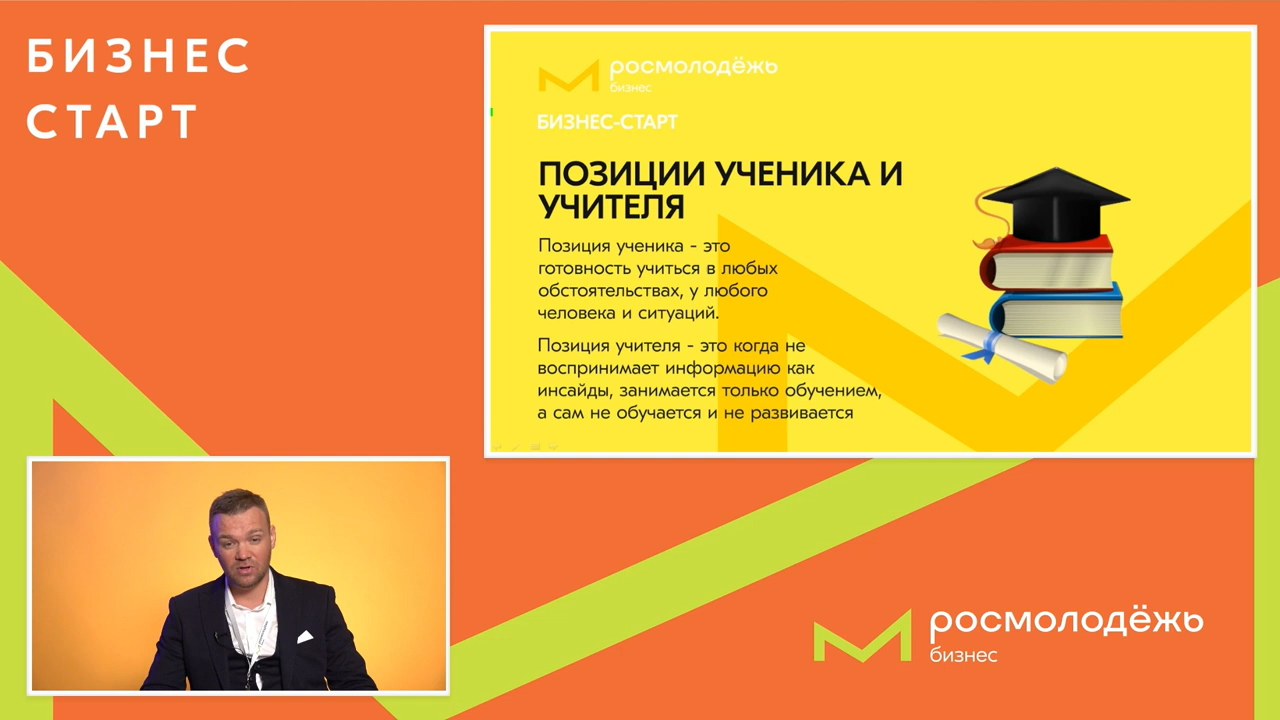 БИЗНЕС
СТАРТ
росмолодёжь
бизнес
БИЗНЕС-СТАРТ
ПОЗИЦИИ УЧЕНИКА И
УЧИТЕЛЯ
Позиция ученика - это
готовность учиться в любых
обстоятельствах, у любого
человека и ситуаций.
Позиция учителя - это когда не
воспринимает информацию как
инсайды, занимается только обучением,
а сам не обучается и не развивается
росмолодёжь
бизнес